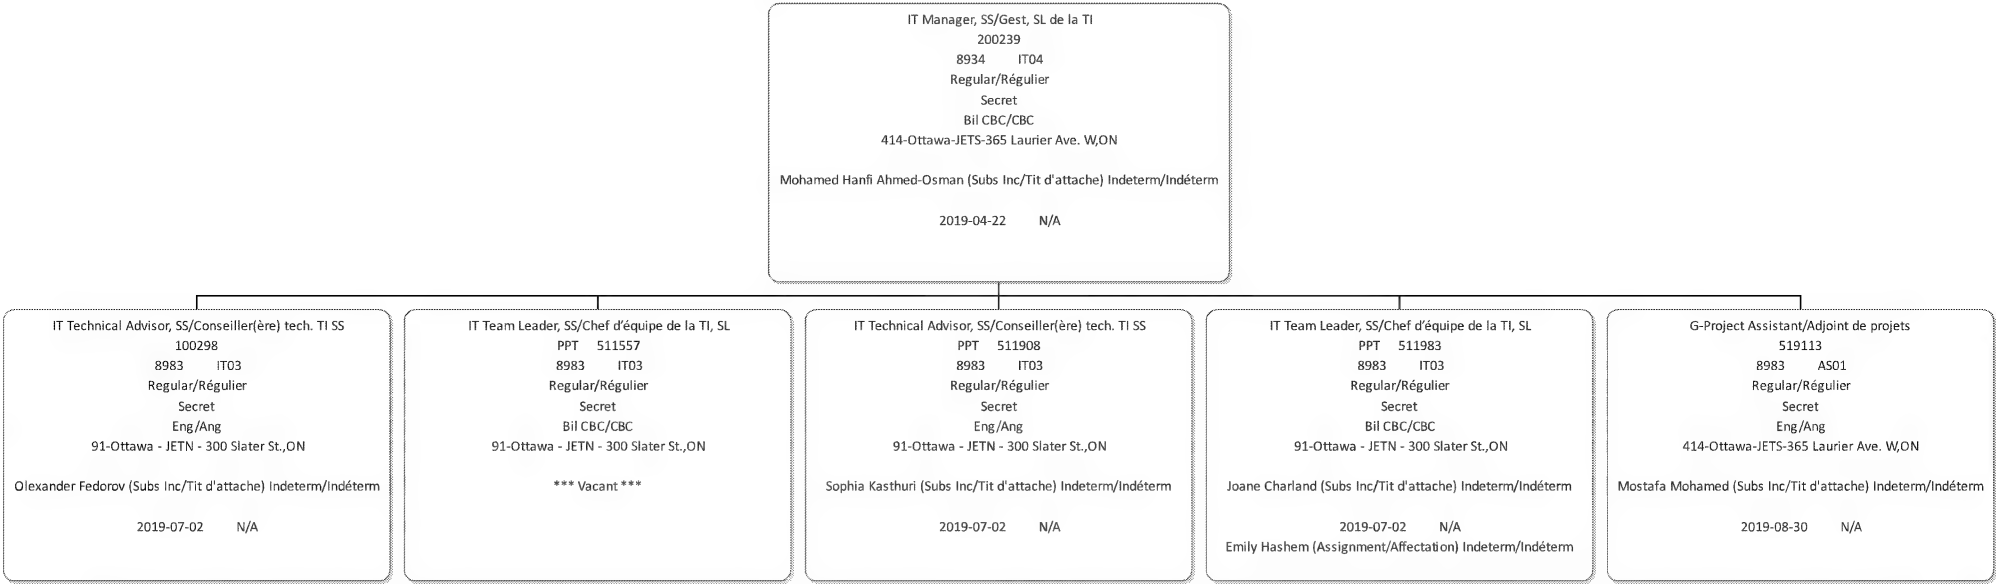 IT Manager, SS/Gest, SL de la TI
200239
8934 IT04
Regular/Régulier
Secret
Bil CBC/CBC
414-Ottawa-JETS-365 Laurier Ave. W,ON
Mohamed Hanfi Ahmed-Osman (Subs Inc/Tit d'attache) Indeterm/Indéterm
2019-04-22 N/A
IT Technical Advisor, SS/Conseiller(ère) tech. TI SS
100298
8983 IT03
Regular/Régulier
Secret
Eng/Ang
91-Ottawa - JETN - 300 Slater St.,ON
Olexander Fedorov (Subs Inc/Tit d'attache) Indeterm/Indéterm
2019-07-02 N/A
IT Team Leader, SS/Chef d’équipe de la TI, SL
PPT 511557
8983 IT03
Regular/Régulier
Secret
Bil CBC/CBC
91-Ottawa - JETN - 300 Slater St.,ON
*** Vacant ***
IT Technical Advisor, SS/Conseiller(ère) tech. TI SS
PPT 511908
8983 IT03
Regular/Régulier
Secret
Eng/Ang
91-Ottawa - JETN - 300 Slater St.,ON
Sophia Kasthuri (Subs Inc/Tit d'attache) Indeterm/Indéterm
2019-07-02 N/A
IT Team Leader, SS/Chef d’équipe de la TI, SL
PPT 511983
8983 IT03
Regular/Régulier
Secret
Bil CBC/CBC
91-Ottawa - JETN - 300 Slater St.,ON
Joane Charland (Subs Inc/Tit d'attache) Indeterm/Indéterm
2019-07-02 N/A
Emily Hashem (Assignment/Affectation) Indeterm/Indéterm
G-Project Assistant/Adjoint de projets
519113
8983 AS01
Regular/Régulier
Secret
Eng/Ang
414-Ottawa-JETS-365 Laurier Ave. W,ON
Mostafa Mohamed (Subs Inc/Tit d'attache) Indeterm/Indéterm
2019-08-30 N/A